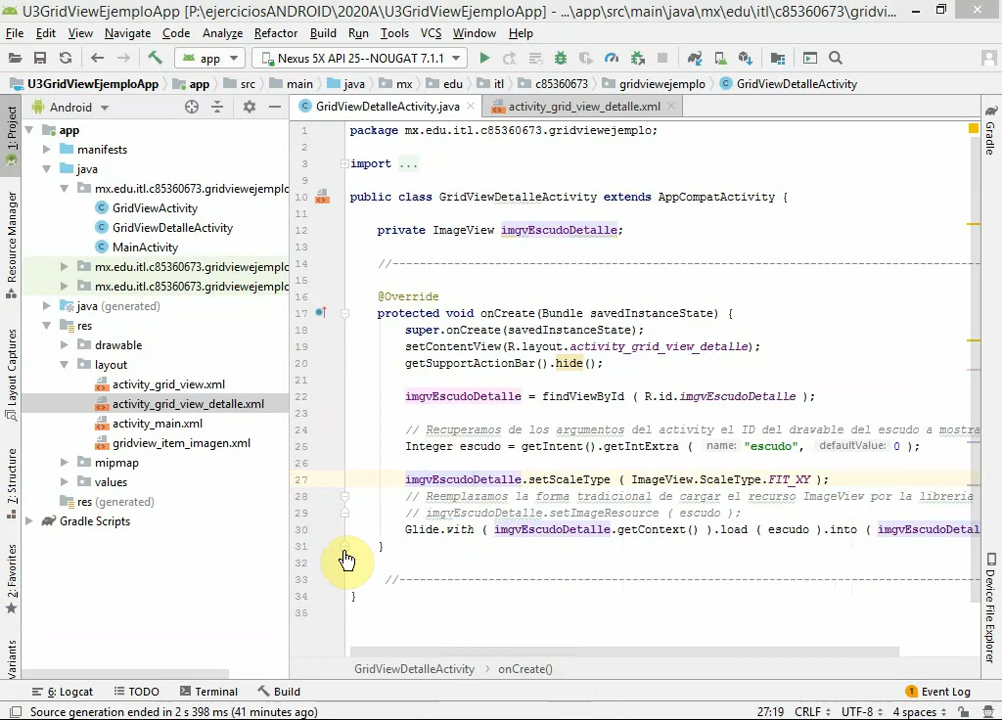 U3GridViewEjemploApp [P:\ejerciciosANDROID\2020A\U3GridViewEjemploApp] - ...\app\src\main\java\mx\edu\itl\c85360673\gridvi...
File Edit View Navigate Code Analyze Refactor Build Run Tools VCS Window Help
app Nexus 5X API 25--NOUGAT 7.1.1
U3GridViewEjemploApp app src main java mx edu itl c85360673 gridviewejemplo GridViewDetalleActivity
Android
GridViewDetalleActivity.java activity_grid_view_detalle.xml
1: Project
Resource Manager
Layout Captures
7: Structure
2: Favorites
Variants
app
manifests
java
mx.edu.itl.c85360673.gridviewejemplo
GridViewActivity
GridViewDetalleActivity
MainActivity
mx.edu.itl.c85360673.gridviewejemplc
mx.edu.itl.c85360673.gridviewejemplc
java (generated)
res
drawable
layout
activity_grid_view.xml
activity_grid_view_detalle.xml
activity_main.xml
gridview_item_imagen.xml
mipmap
values
res (generated)
Gradle Scripts
1 package mx.edu.itl.c85360673.gridviewejemplo;
2
3 import ...
9
10 public class GridViewDetalleActivity extends AppCompatActivity {
11
12 private ImageView imgvEscudoDetalle;
13
14 //----------------------------------------------------------------------
15
16 @Override
17 protected void onCreate(Bundle savedInstanceState) {
18 super.onCreate(savedInstanceState);
19 setContentView(R.layout.activity_grid_view_detalle);
20 getSupportActionBar().hide();
21
22 imgvEscudoDetalle = findViewById ( R.id.imgvEscudoDetalle );
23
24 // Recuperamos de los argumentos del activity el ID del drawable del escudo a mostra
25 Integer escudo = getIntent().getIntExtra ( name: "escudo", defaultValue: 0 );
26
27 imgvEscudoDetalle.setScaleType ( ImageView.ScaleType.FIT_XY );
28 // Reemplazamos la forma tradicional de cargar el recurso ImageView por la libreria
29 // imgvEscudoDetalle.setImageResource ( escudo );
30 Glide.with ( imgvEscudoDetalle.getContext() ).load ( escudo ).into ( imgvEscudoDetal
31 }
32
33 //----------------------------------------------------------------------
34 }
35
GridViewDetalleActivity onCreate()
Gradle
Device File Explorer
6: Logcat TODO Terminal Build Event Log
Source generation ended in 2 s 398 ms (41 minutes ago) 27:19 CRLF UTF-8 4 spaces